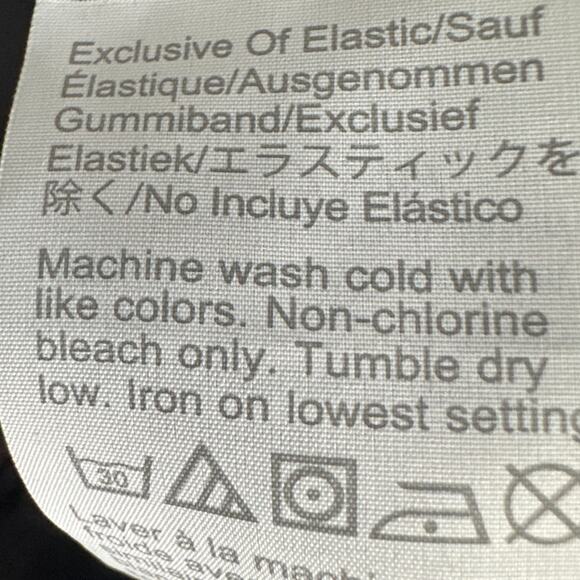 Exclusive Of Elastic/Sauf
Élastique/Ausgenommen
Gummiband/Exclusief
Elastiek/エラスティックを
除く/No Incluye Elástico
Machine wash cold with
like colors. Non-chlorine
bleach only. Tumble dry
low. Iron on lowest setting
30
Laver à la